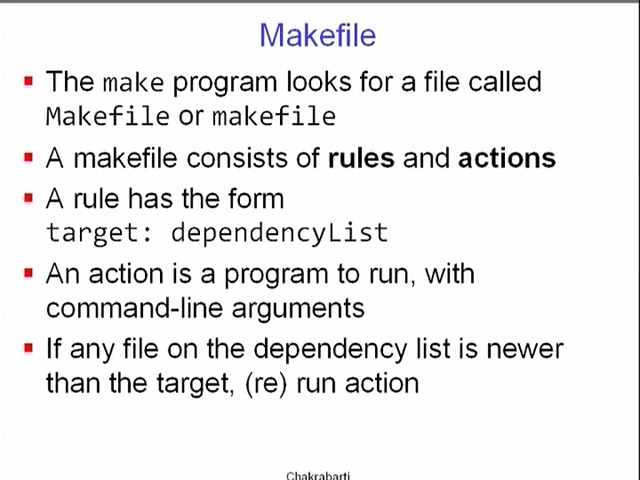 Makefile
The make program looks for a file called
Makefile or makefile
A makefile consists of rules and actions
A rule has the form
target: dependencyList
An action is a program to run, with
command-line arguments
If any file on the dependency list is newer
than the target, (re) run action
Chakrabarti